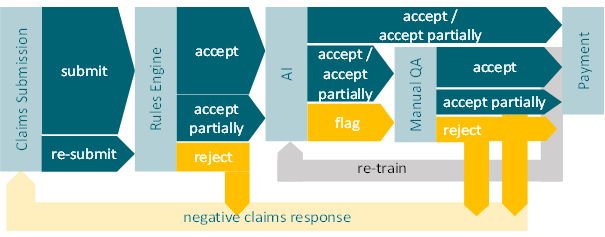 Claims Submission
submit
re-submit
Rules Engine
accept
accept
partially
reject
AI
accept /
accept partially
accept /
accept
partially
flag
Manual QA
accept
accept partially
reject
Payment
re-train
negative claims response